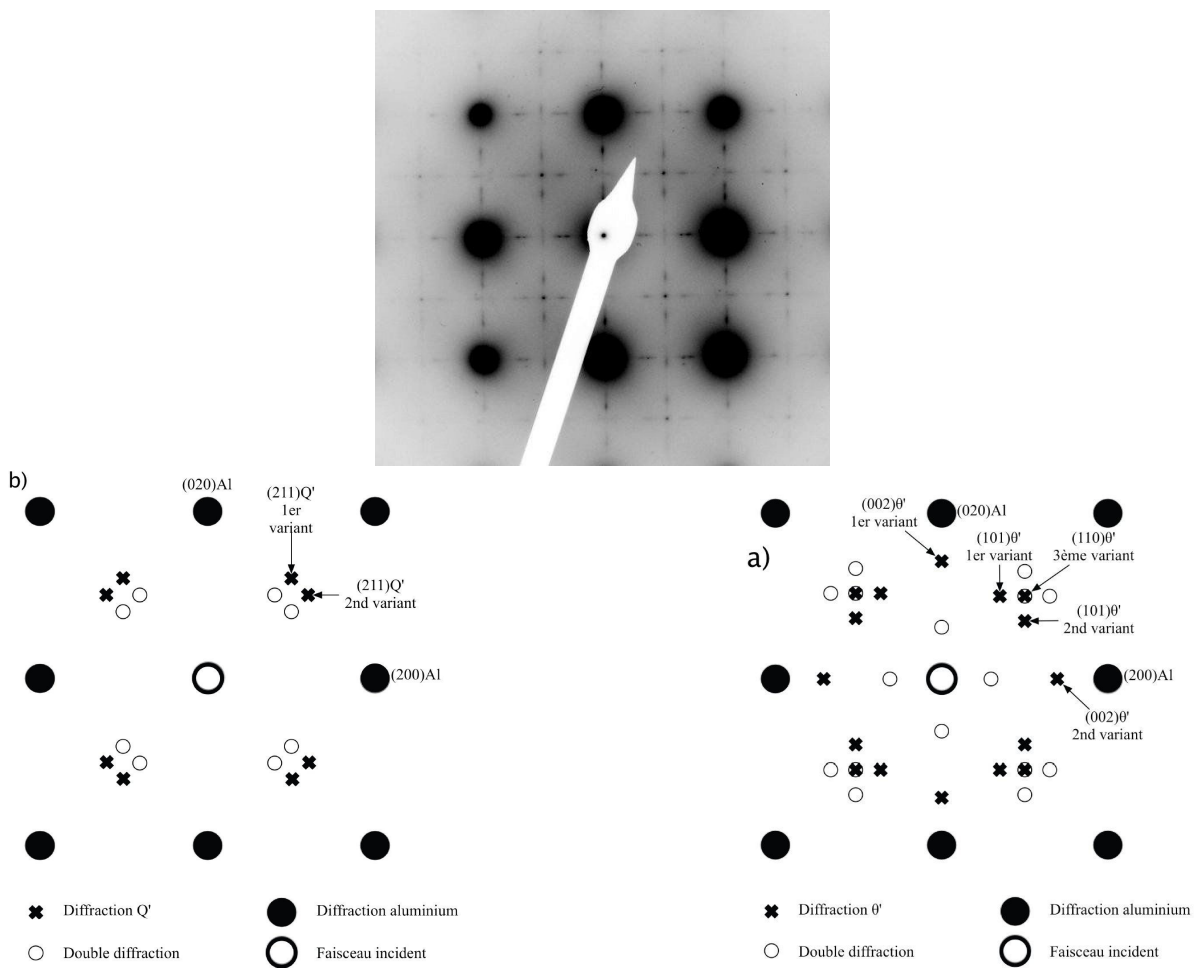 b)
(020)Al
(211)Q'
1er
variant
(211)Q'
2nd variant
(200)Al
Diffraction Q'
Diffraction aluminium
Double diffraction
Faisceau incident
a)
(002)θ'
1er variant
(020)Al
(101)θ'
1er variant
(110)θ'
3ème variant
(101)θ'
2nd variant
(200)Al
(002)θ'
2nd variant
Diffraction θ'
Diffraction aluminium
Double diffraction
Faisceau incident